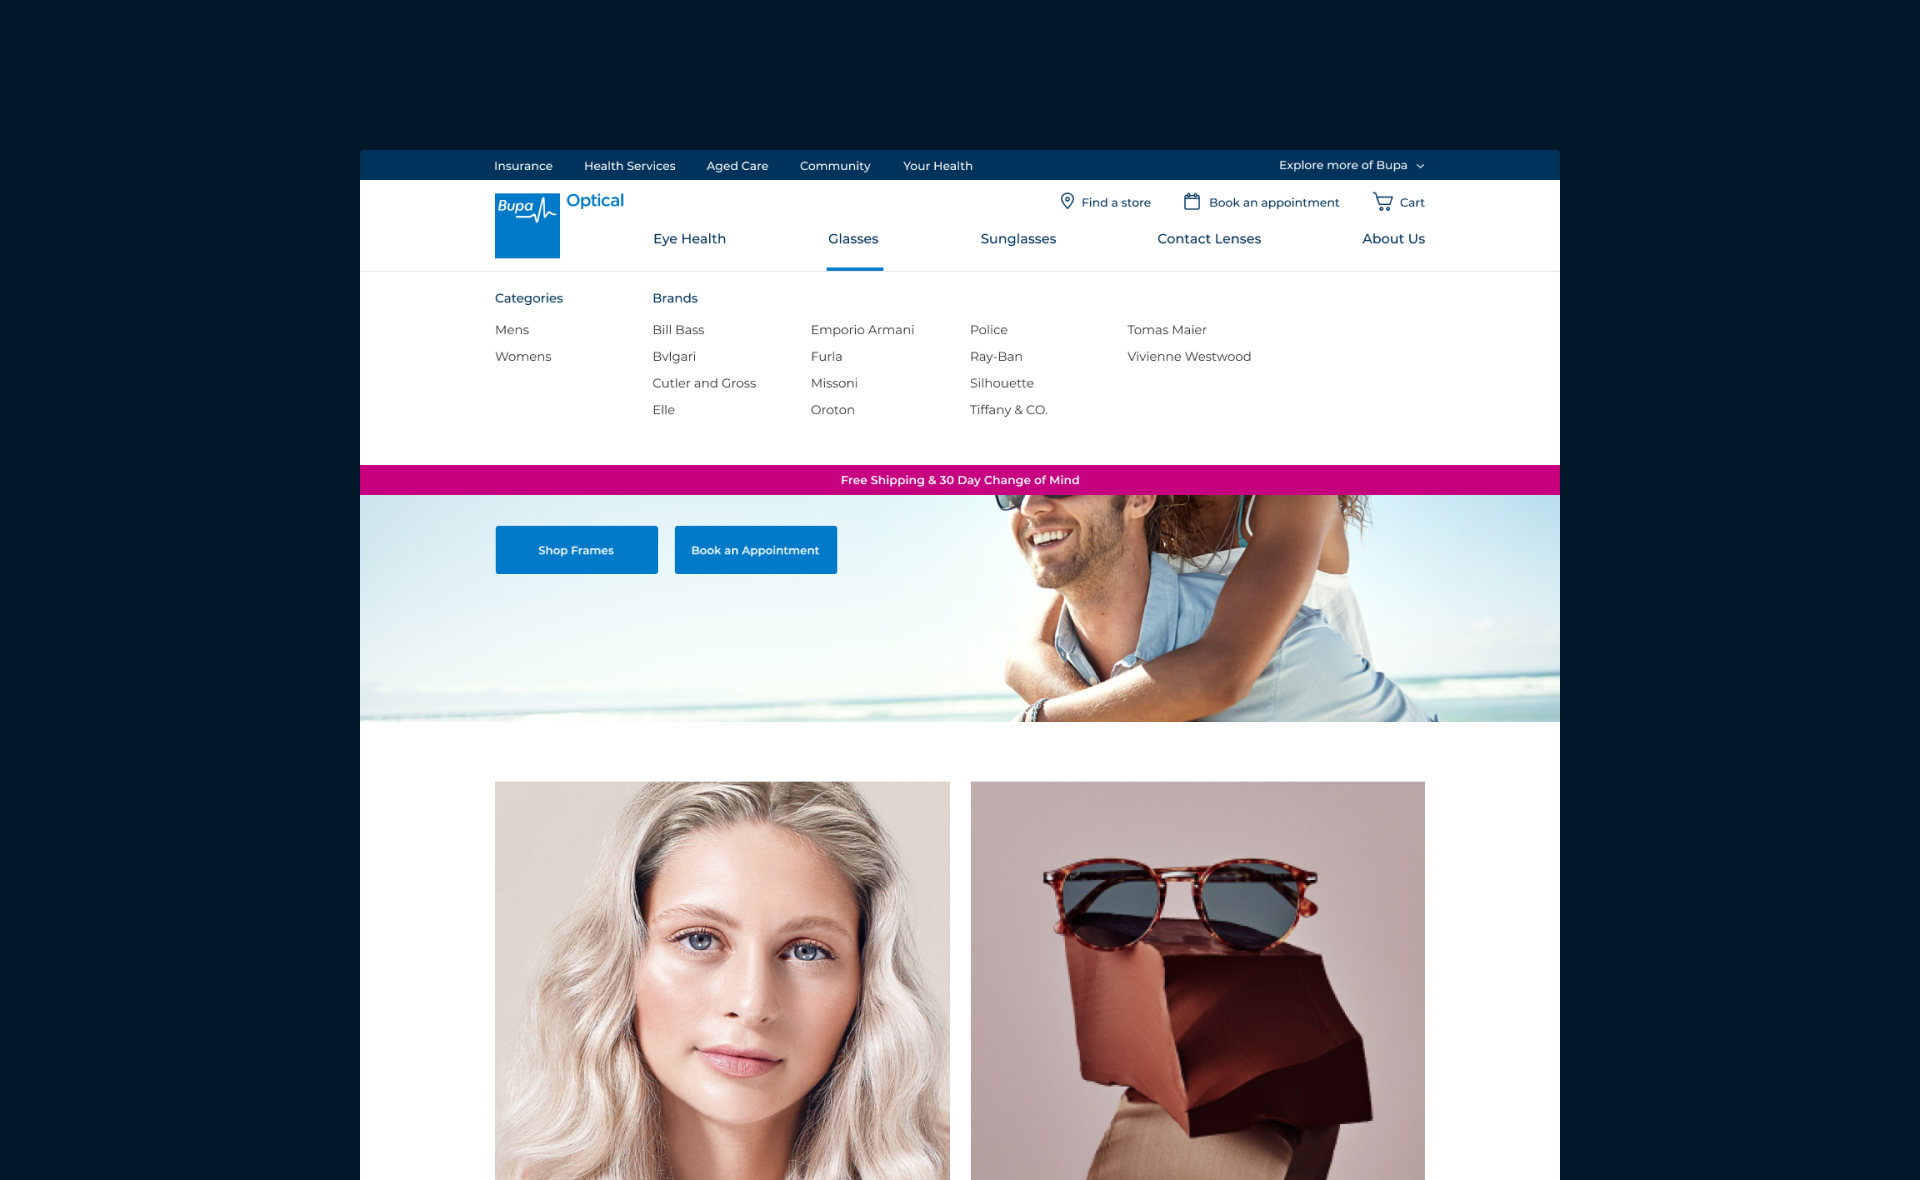 Insurance Health Services Aged Care Community Your Health Explore more of Bupa
Bupa Optical Find a store Book an appointment Cart
Eye Health Glasses Sunglasses Contact Lenses About Us
Categories Brands
Mens Bill Bass Emporio Armani Police Tomas Maier
Womens Bvlgari Furla Ray-Ban Vivienne Westwood
Cutler and Gross Missoni Silhouette
Elle Oroton Tiffany & CO.
Free Shipping & 30 Day Change of Mind
Shop Frames Book an Appointment